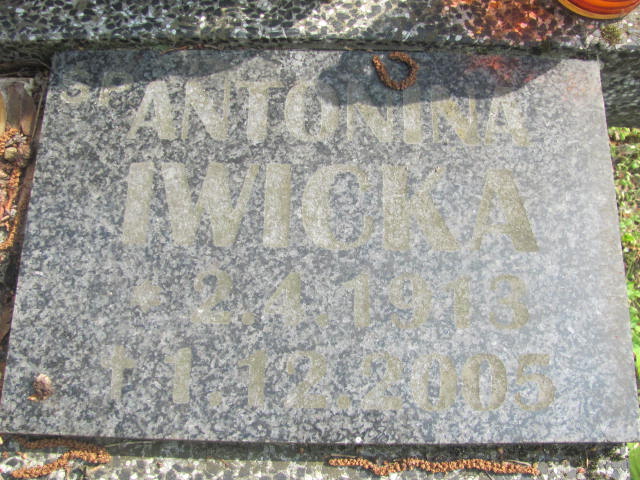 ŚP. ANTONINA
IWICKA
* 2.4.1913
† 1.12.2005